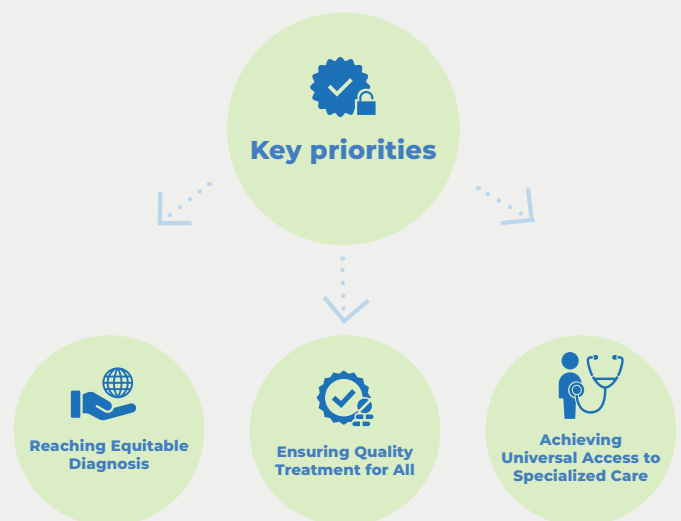 Key priorities
Reaching Equitable
Diagnosis
Ensuring Quality
Treatment for All
Achieving
Universal Access to
Specialized Care